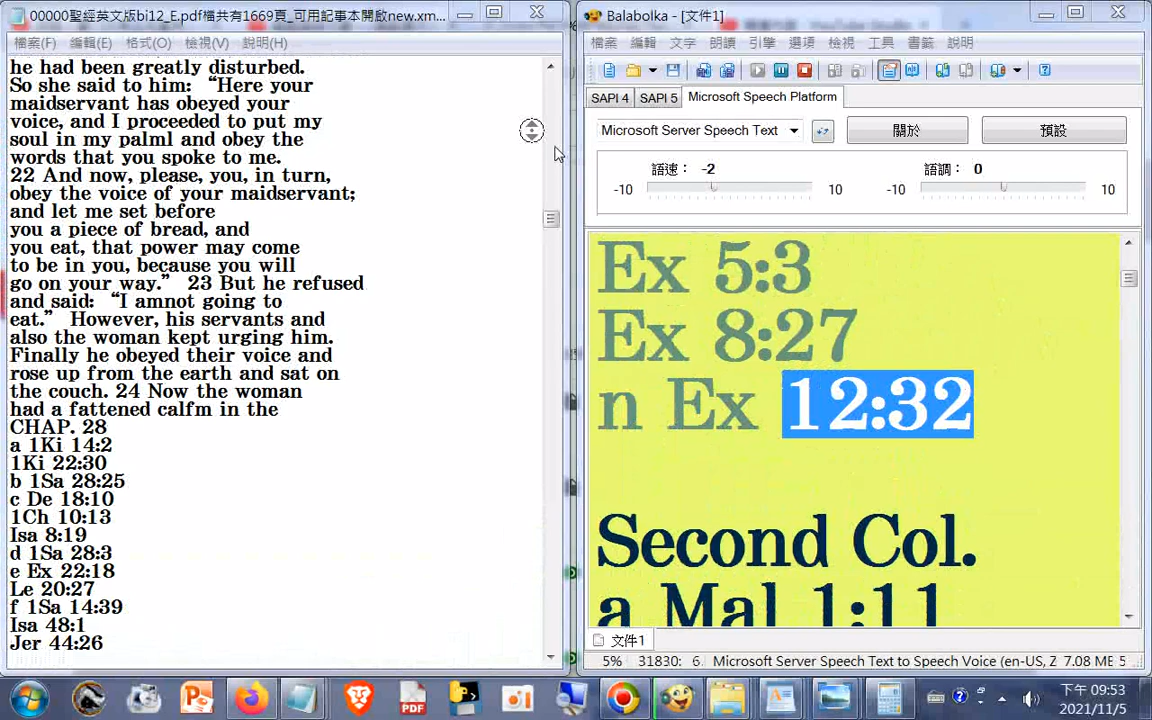 00000聖經英文版bi12_E.pdf檔共有1669頁_可用記事本開啟new.xm...
檔案(F) 編輯(E) 格式(O) 檢視(V) 說明(H)
he had been greatly disturbed.
So she said to him: “Here your
maidservant has obeyed your
voice, and I proceeded to put my
soul in my palml and obey the
words that you spoke to me.
22 And now, please, you, in turn,
obey the voice of your maidservant;
and let me set before
you a piece of bread, and
you eat, that power may come
to be in you, because you will
go on your way.” 23 But he refused
and said: “I amnot going to
eat.” However, his servants and
also the woman kept urging him.
Finally he obeyed their voice and
rose up from the earth and sat on
the couch. 24 Now the woman
had a fattened calfm in the
CHAP. 28
a 1Ki 14:2
1Ki 22:30
b 1Sa 28:25
c De 18:10
1Ch 10:13
Isa 8:19
d 1Sa 28:3
e Ex 22:18
Le 20:27
f 1Sa 14:39
Isa 48:1
Jer 44:26
Balabolka - [文件1]
檔案 編輯 文字 朗讀 引擎 選項 檢視 工具 書籤 說明
SAPI 4 SAPI 5 Microsoft Speech Platform
Microsoft Server Speech Text 關於 預設
語速: -2 語調: 0
-10 10 -10 10
Ex 5:3
Ex 8:27
n Ex 12:32
Second Col.
a Mal 1:11
文件1
5% 31830: 6. Microsoft Server Speech Text to Speech Voice (en-US, Z 7.08 MB 5
PDF
下午 09:53
2021/11/5